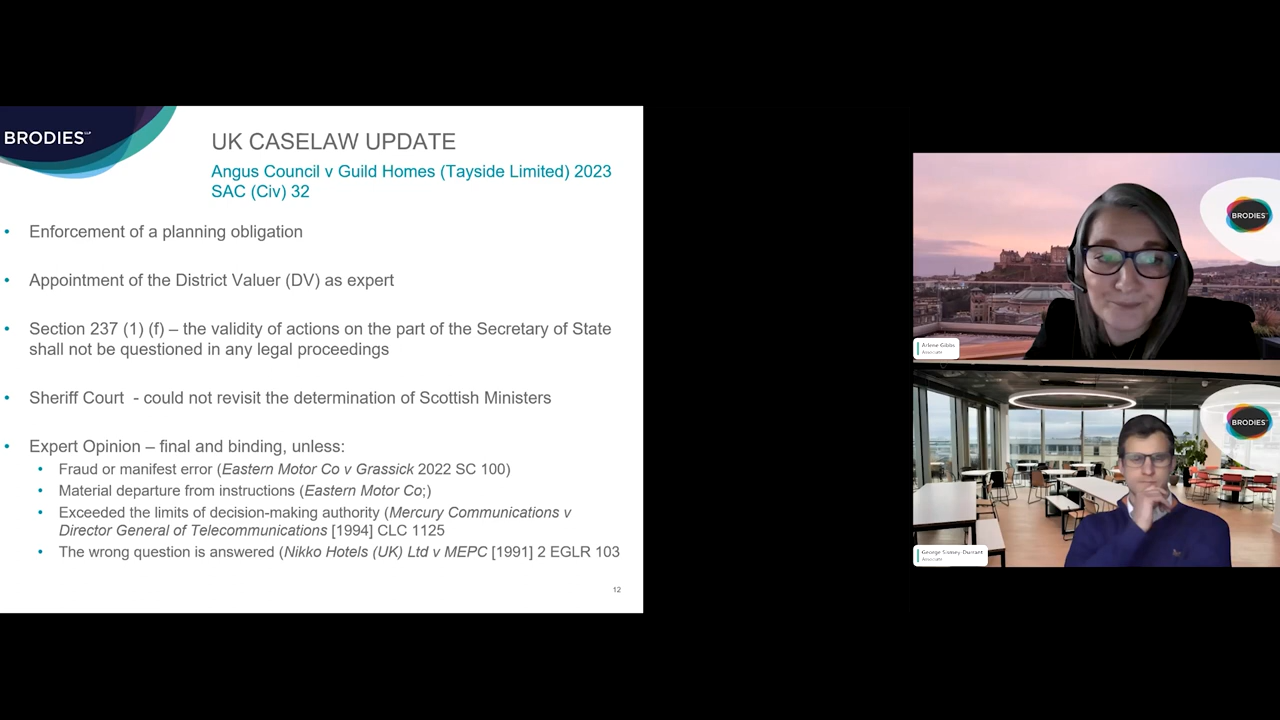 BRODIES LLP
UK CASELAW UPDATE
Angus Council v Guild Homes (Tayside Limited) 2023
SAC (Civ) 32
• Enforcement of a planning obligation
• Appointment of the District Valuer (DV) as expert
• Section 237 (1) (f) – the validity of actions on the part of the Secretary of State
shall not be questioned in any legal proceedings
• Sheriff Court - could not revisit the determination of Scottish Ministers
• Expert Opinion – final and binding, unless:
• Fraud or manifest error (Eastern Motor Co v Grassick 2022 SC 100)
• Material departure from instructions (Eastern Motor Co;)
• Exceeded the limits of decision-making authority (Mercury Communications v
Director General of Telecommunications [1994] CLC 1125
• The wrong question is answered (Nikko Hotels (UK) Ltd v MEPC [1991] 2 EGLR 103
12
BRODIES
Arlene Gibbs
Associate
BRODIES
George
Associate